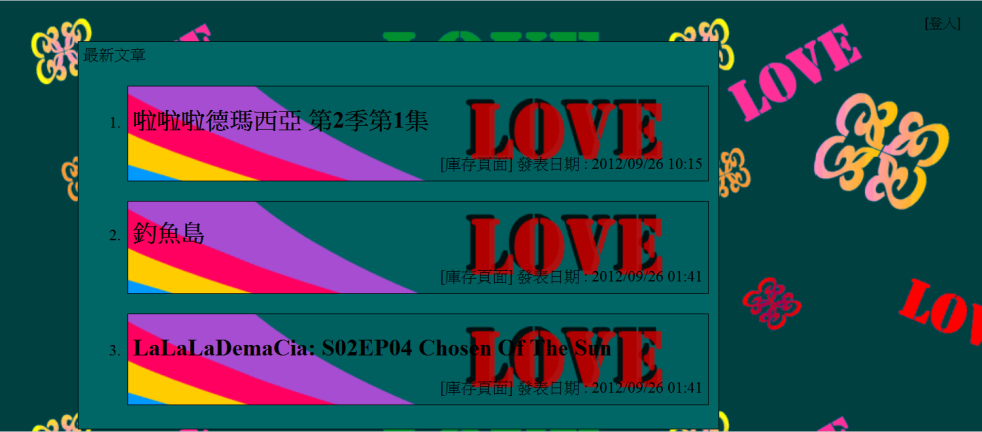 [登入]
LOVE
LOVE
最新文章
1. 啦啦啦德瑪西亞 第2季第1集
LOVE
[庫存頁面] 發表日期 : 2012/09/26 10:15
2. 釣魚島
LOVE
[庫存頁面] 發表日期 : 2012/09/26 01:41
3. LaLaLaDemaCia: S02EP04 Chosen Of The Sun
LOVE
[庫存頁面] 發表日期 : 2012/09/26 01:41
LOVE